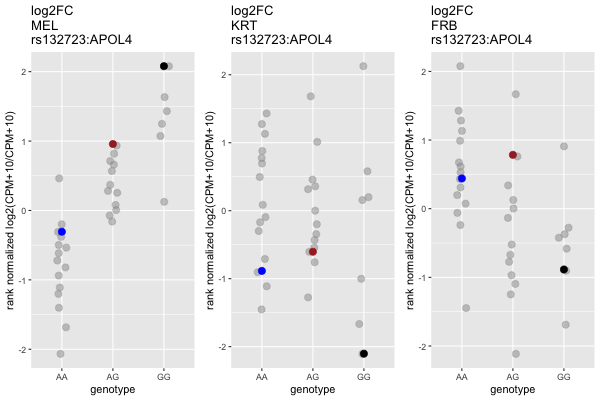 log2FC
MEL
rs132723:APOL4
rank normalized log2(CPM+10/CPM+10)
2
1
0
-1
-2
AA
AG
GG
genotype
log2FC
KRT
rs132723:APOL4
rank normalized log2(CPM+10/CPM+10)
2
1
0
-1
-2
AA
AG
GG
genotype
log2FC
FRB
rs132723:APOL4
rank normalized log2(CPM+10/CPM+10)
2
1
0
-1
-2
AA
AG
GG
genotype